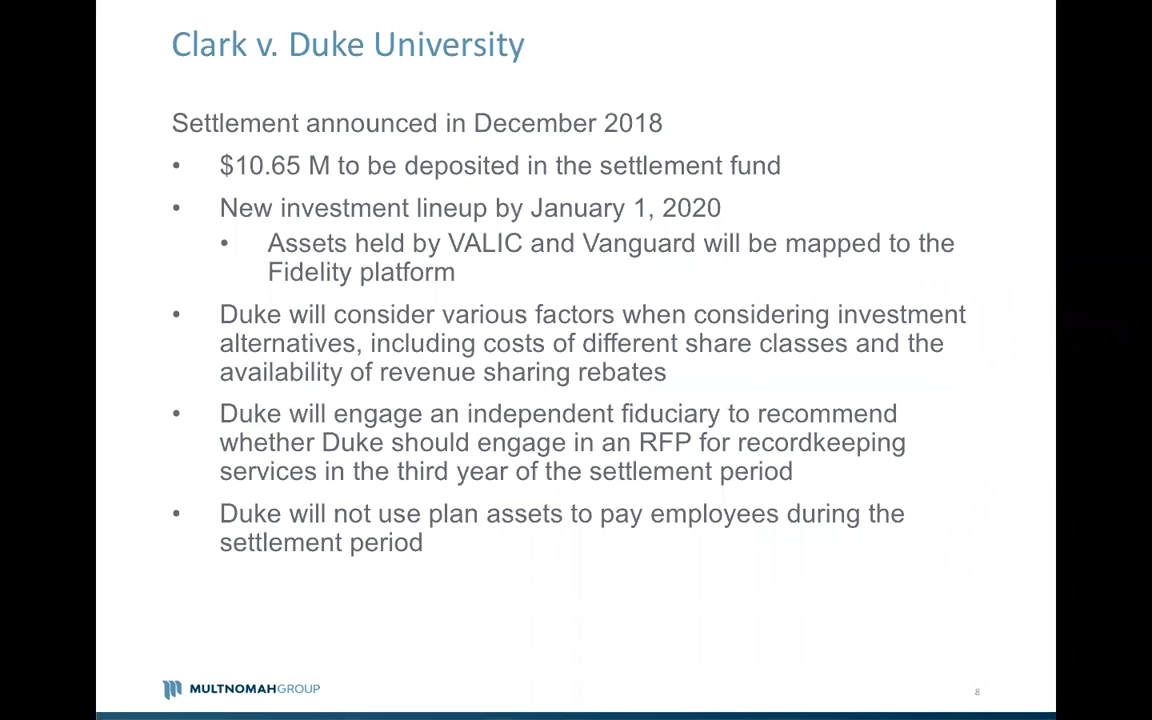 Clark v. Duke University
Settlement announced in December 2018
• $10.65 M to be deposited in the settlement fund
• New investment lineup by January 1, 2020
• Assets held by VALIC and Vanguard will be mapped to the
Fidelity platform
• Duke will consider various factors when considering investment
alternatives, including costs of different share classes and the
availability of revenue sharing rebates
• Duke will engage an independent fiduciary to recommend
whether Duke should engage in an RFP for recordkeeping
services in the third year of the settlement period
• Duke will not use plan assets to pay employees during the
settlement period
MULTNOMAHGROUP
8